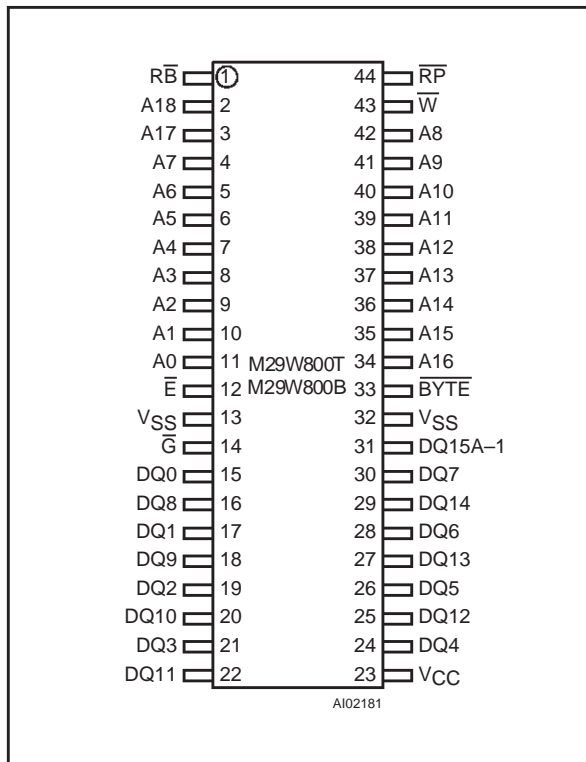 RB̅ 1 44 R̅P̅
A18 2 43 W̅
A17 3 42 A8
A7 4 41 A9
A6 5 40 A10
A5 6 39 A11
A4 7 38 A12
A3 8 37 A13
A2 9 36 A14
A1 10 35 A15
A0 11 M29W800T 34 A16
E̅ 12 M29W800B 33 B̅Y̅T̅E̅
VSS 13 32 VSS
G̅ 14 31 DQ15A–1
DQ0 15 30 DQ7
DQ8 16 29 DQ14
DQ1 17 28 DQ6
DQ9 18 27 DQ13
DQ2 19 26 DQ5
DQ10 20 25 DQ12
DQ3 21 24 DQ4
DQ11 22 23 VCC
AI02181